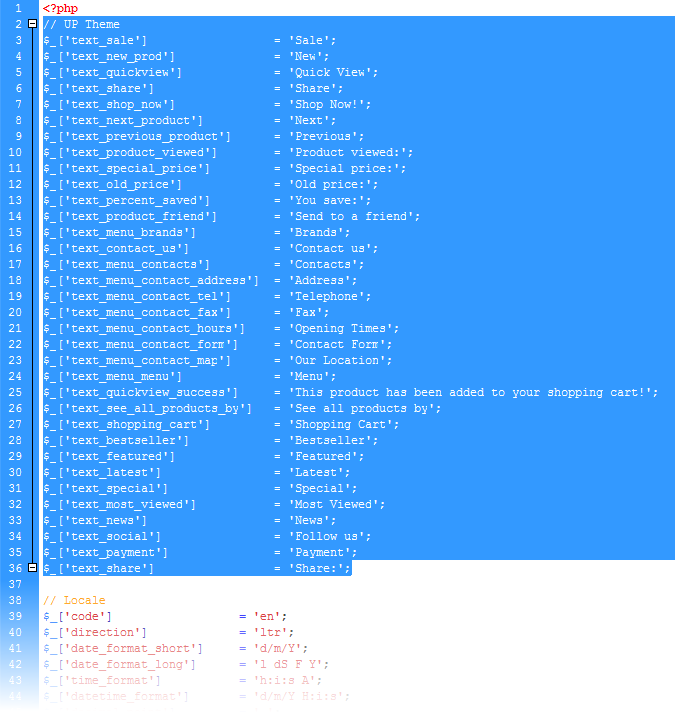 1 <?php
2 // UP Theme
3 $_['text_sale'] = 'Sale';
4 $_['text_new_prod'] = 'New';
5 $_['text_quickview'] = 'Quick View';
6 $_['text_share'] = 'Share';
7 $_['text_shop_now'] = 'Shop Now!';
8 $_['text_next_product'] = 'Next';
9 $_['text_previous_product'] = 'Previous';
10 $_['text_product_viewed'] = 'Product viewed:';
11 $_['text_special_price'] = 'Special price:';
12 $_['text_old_price'] = 'Old price:';
13 $_['text_percent_saved'] = 'You save:';
14 $_['text_product_friend'] = 'Send to a friend';
15 $_['text_menu_brands'] = 'Brands';
16 $_['text_contact_us'] = 'Contact us';
17 $_['text_menu_contacts'] = 'Contacts';
18 $_['text_menu_contact_address'] = 'Address';
19 $_['text_menu_contact_tel'] = 'Telephone';
20 $_['text_menu_contact_fax'] = 'Fax';
21 $_['text_menu_contact_hours'] = 'Opening Times';
22 $_['text_menu_contact_form'] = 'Contact Form';
23 $_['text_menu_contact_map'] = 'Our Location';
24 $_['text_menu_menu'] = 'Menu';
25 $_['text_quickview_success'] = 'This product has been added to your shopping cart!';
26 $_['text_see_all_products_by'] = 'See all products by';
27 $_['text_shopping_cart'] = 'Shopping Cart';
28 $_['text_bestseller'] = 'Bestseller';
29 $_['text_featured'] = 'Featured';
30 $_['text_latest'] = 'Latest';
31 $_['text_special'] = 'Special';
32 $_['text_most_viewed'] = 'Most Viewed';
33 $_['text_news'] = 'News';
34 $_['text_social'] = 'Follow us';
35 $_['text_payment'] = 'Payment';
36 $_['text_share'] = 'Share:';
37
38 // Locale
39 $_['code'] = 'en';
40 $_['direction'] = 'ltr';
41 $_['date_format_short'] = 'd/m/Y';
42 $_['date_format_long'] = 'l dS F Y';
43 $_['time_format'] = 'h:i:s A';
44 $_['datetime_format'] = 'd/m/Y H:i:s';